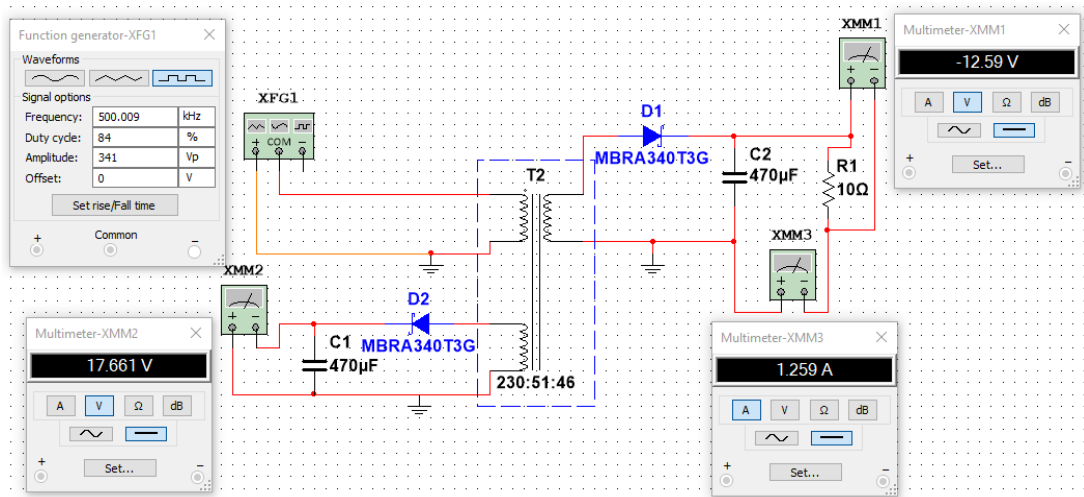 Function generator-XFG1
Waveforms
Signal options
Frequency: 500.009 kHz
Duty cycle: 84 %
Amplitude: 341 Vp
Offset: 0 V
Set rise/Fall time
+ Common −
XFG1
+ COM −
D1
MBRA340T3G
T2
C2
470µF
R1
10Ω
XMM1
+ −
Multimeter-XMM1
-12.59 V
A V Ω dB
+ Set... −
XMM3
+ −
XMM2
+ −
D2
MBRA340T3G
C1
470µF
230:51:46
Multimeter-XMM2
17.661 V
A V Ω dB
+ Set... −
Multimeter-XMM3
1.259 A
A V Ω dB
+ Set... −